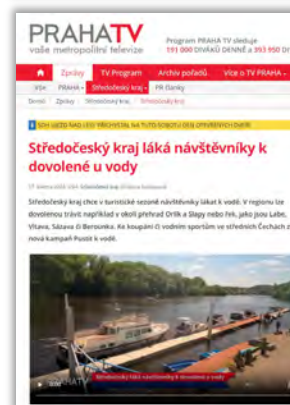 PRAHATV
vaše metropolitní televize
Program PRAHA TV sleduje
191 000 DIVÁKŮ DENNĚ a 393 950 DI
Zprávy TV Program Archiv pořadů Více o TV PRAHA
Vše PRAHA Středočeský kraj PR články
Domů Zprávy Středočeský kraj Středočeský kraj
Středočeský kraj láká návštěvníky k
dovolené u vody
Středočeský kraj chce v turistické sezoně návštěvníky lákat k vodě. V regionu lze
dovolenou trávit například v okolí přehrad Orlík a Slapy nebo řek, jako jsou Labe,
Vltava, Sázava či Berounka. Ke koupání či vodním sportům ve středních Čechách z
nová kampaň Pustit k vodě.
Středočeský kraj láká návštěvníky k dovolené u vody